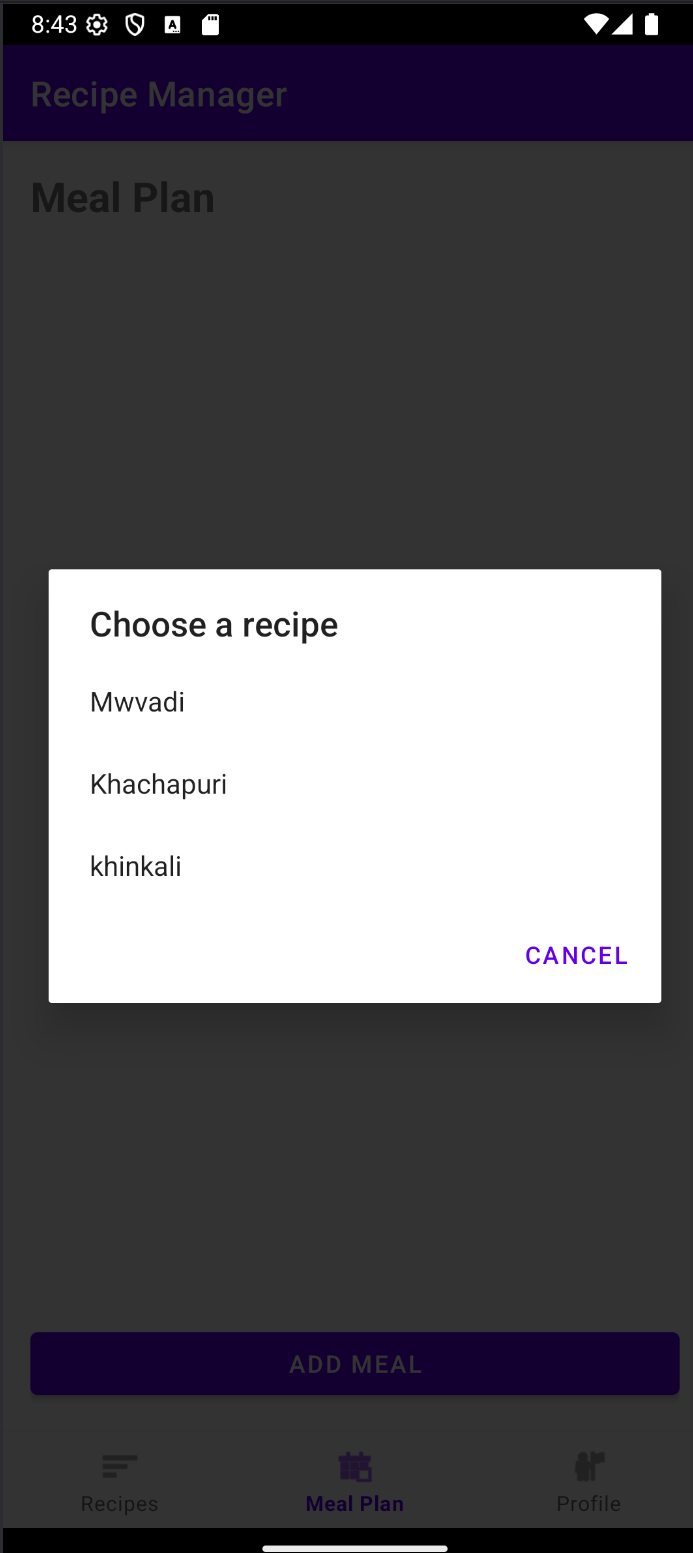 8:43
Recipe Manager
Meal Plan
Choose a recipe
Mwvadi
Khachapuri
khinkali
CANCEL
ADD MEAL
Recipes
Meal Plan
Profile